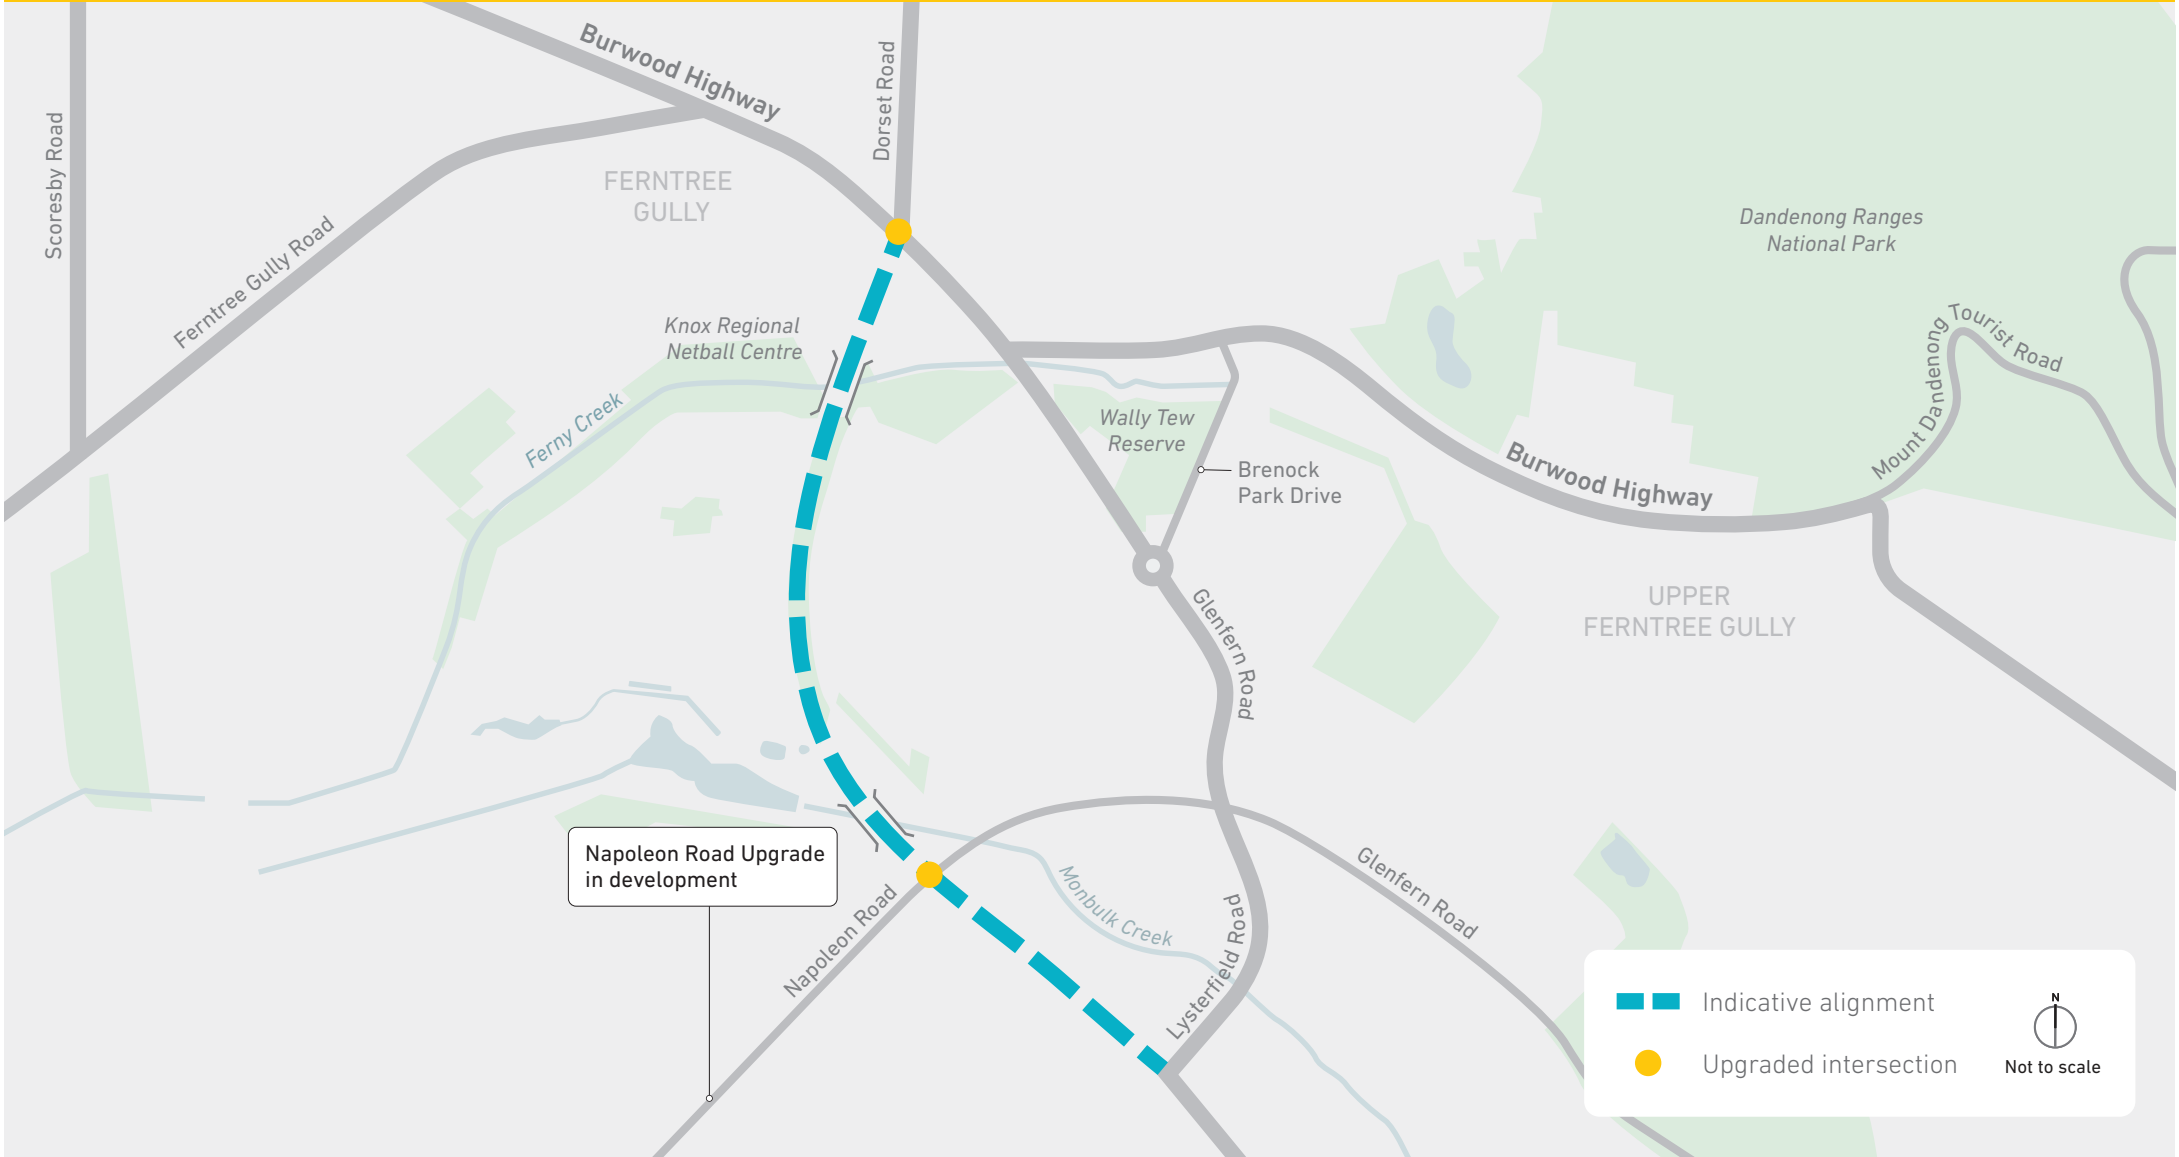 Burwood Highway
Dorset Road
Scoresby Road
FERNTREE
GULLY
Ferntree Gully Road
Dandenong Ranges
National Park
Knox Regional
Netball Centre
Mount Dandenong Tourist Road
Ferny Creek
Wally Tew
Reserve
Brenock
Park Drive
Burwood Highway
UPPER
FERNTREE GULLY
Glenfern Road
Napoleon Road Upgrade
in development
Napoleon Road
Monbulk Creek
Lysterfield Road
Glenfern Road
Indicative alignment
Upgraded intersection
N
Not to scale